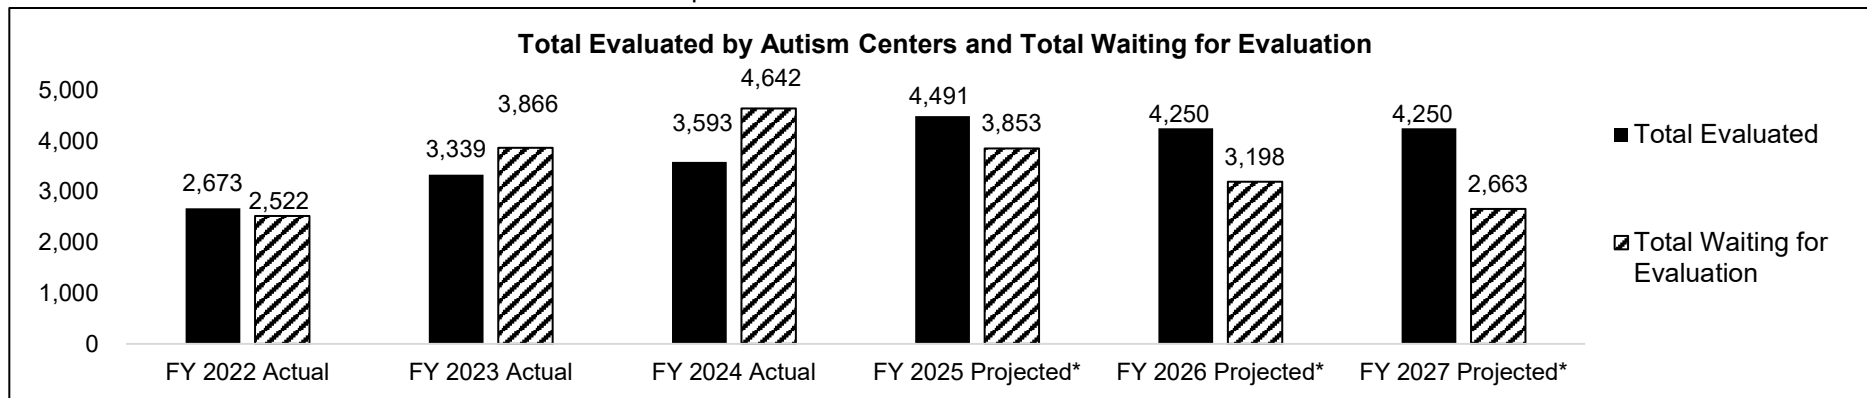 Total Evaluated by Autism Centers and Total Waiting for Evaluation
5,000
4,000
3,000
2,000
1,000
0
2,673
2,522
3,339
3,866
3,593
4,642
4,491
3,853
4,250
3,198
4,250
2,663
FY 2022 Actual
FY 2023 Actual
FY 2024 Actual
FY 2025 Projected*
FY 2026 Projected*
FY 2027 Projected*
Total Evaluated
Total Waiting for
Evaluation